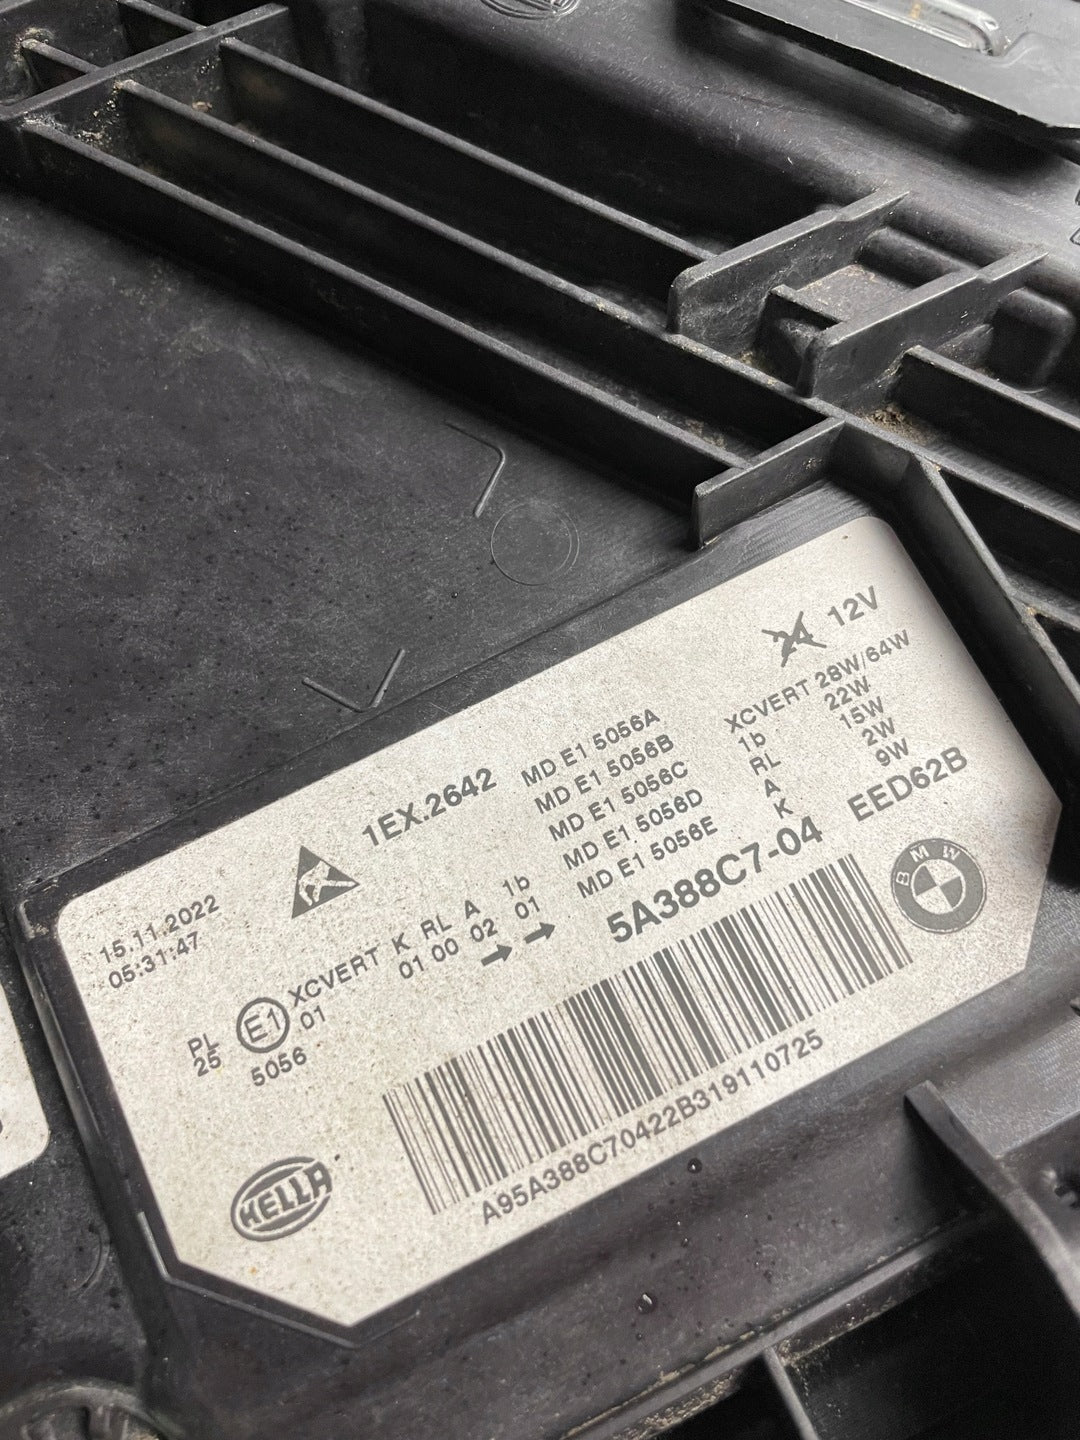 24 12V
XCVERT 28W/64W
1b 22W
RL 15W
A 2W
K 9W
MD E1 5056A
MD E1 5056B
MD E1 5056C
MD E1 5056D
MD E1 5056E
1EX.2642
EED62B
5A388C7-04
BMW
15.11.2022
05:31:47
XCVERT K RL A 1b
01 01 00 02 01
PL
25
E1
5056
A95A388C70422B319110725
HELLA